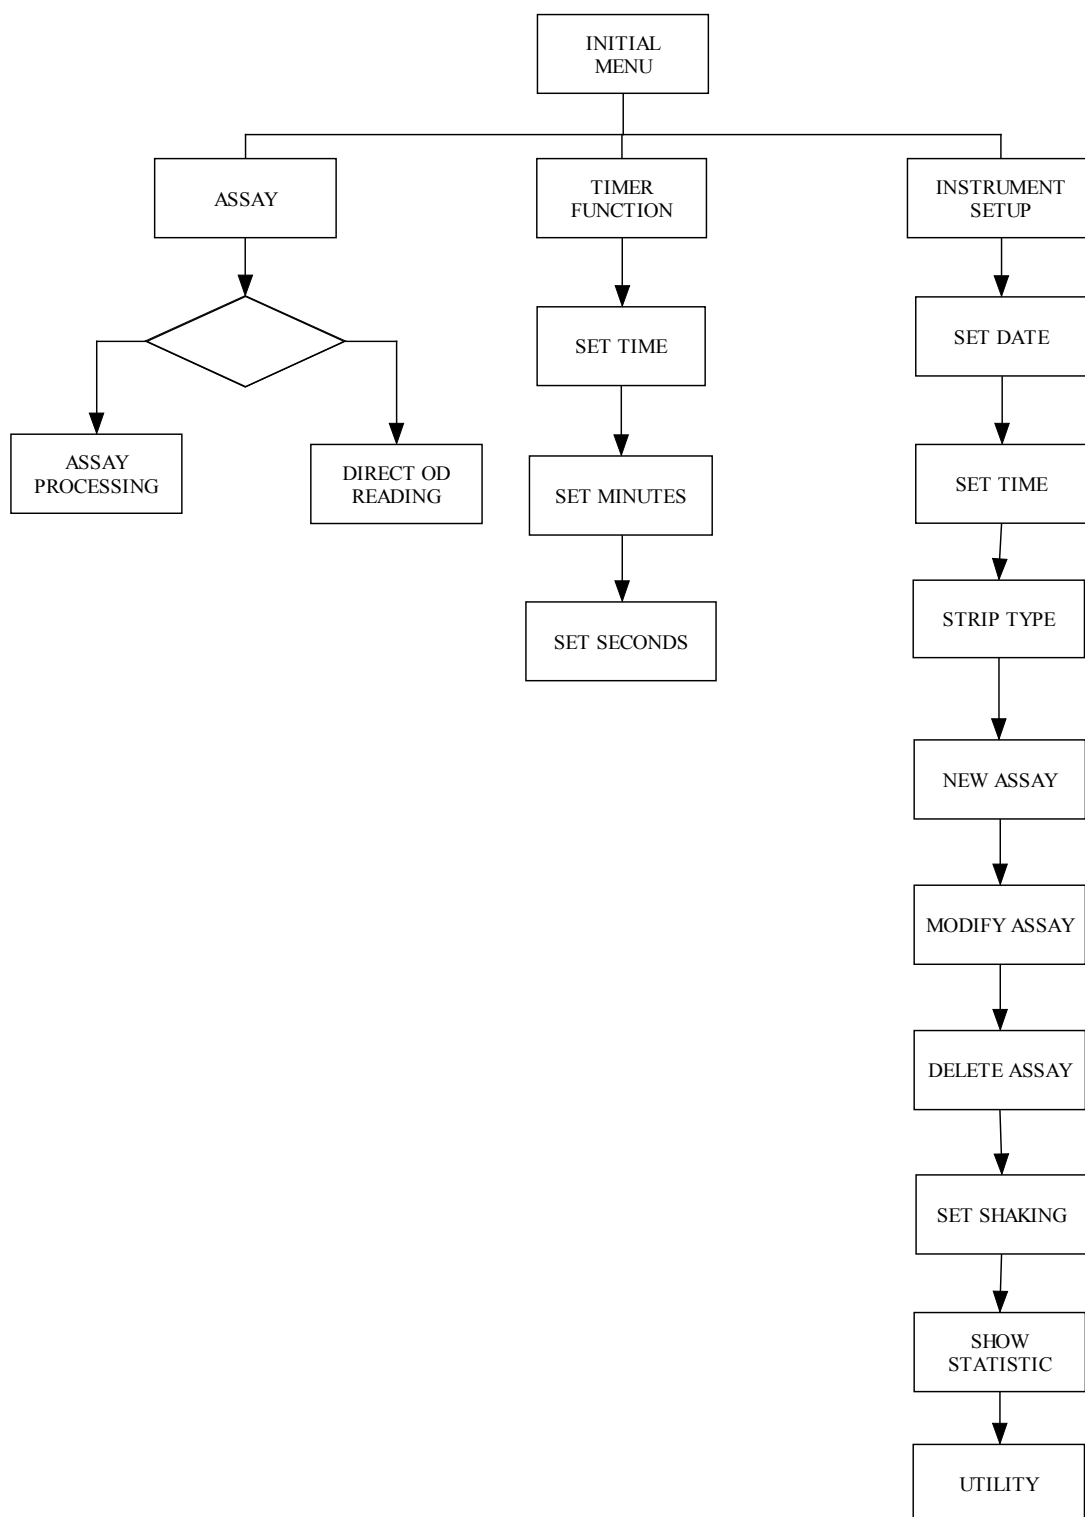 INITIAL
MENU
ASSAY
TIMER
FUNCTION
INSTRUMENT
SETUP
SET TIME
SET DATE
ASSAY
PROCESSING
DIRECT OD
READING
SET MINUTES
SET TIME
SET SECONDS
STRIP TYPE
NEW ASSAY
MODIFY ASSAY
DELETE ASSAY
SET SHAKING
SHOW
STATISTIC
UTILITY